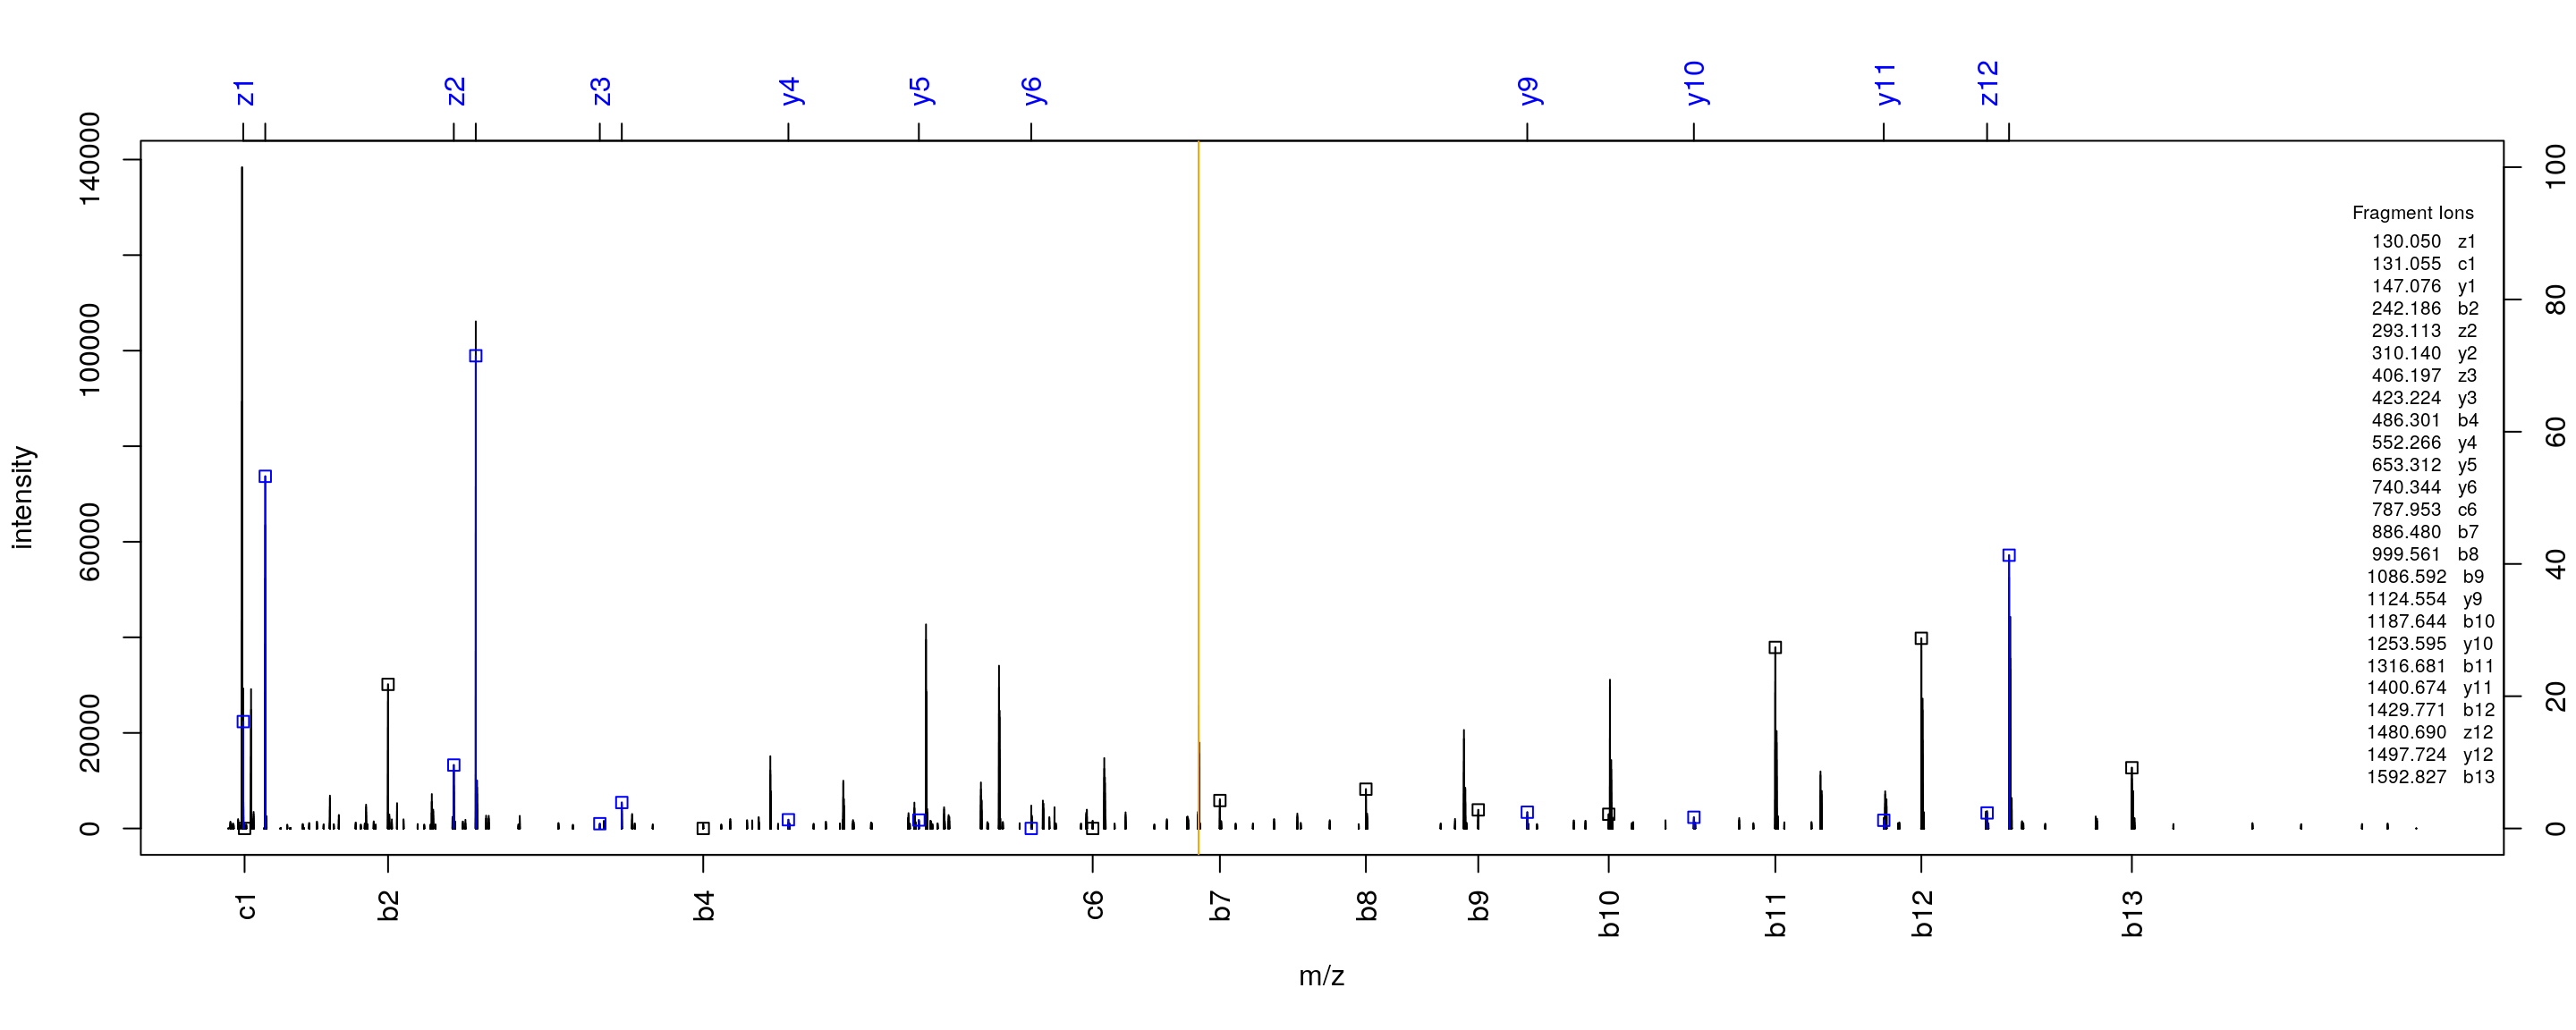 z1 z2 z3 y4 y5 y6 y9 y10 y11 z12
140000
100000
60000
20000
0
intensity
100
80
60
40
20
0
Fragment Ions
130.050 z1
131.055 c1
147.076 y1
242.186 b2
293.113 z2
310.140 y2
406.197 z3
423.224 y3
486.301 b4
552.266 y4
653.312 y5
740.344 y6
787.953 c6
886.480 b7
999.561 b8
1086.592 b9
1124.554 y9
1187.644 b10
1253.595 y10
1316.681 b11
1400.674 y11
1429.771 b12
1480.690 z12
1497.724 y12
1592.827 b13
c1 b2 b4 c6 b7 b8 b9 b10 b11 b12 b13
m/z